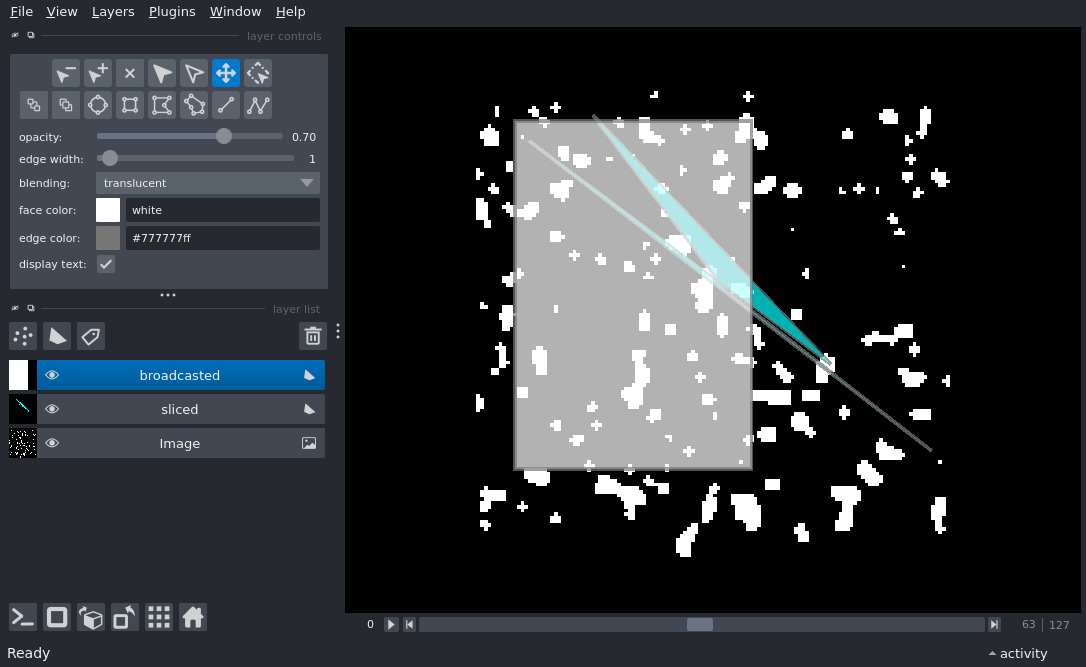 File View Layers Plugins Window Help
layer controls
opacity: 0.70
edge width: 1
blending: translucent
face color: white
edge color: #777777ff
display text:
layer list
broadcasted
sliced
Image
0 63 127
Ready activity